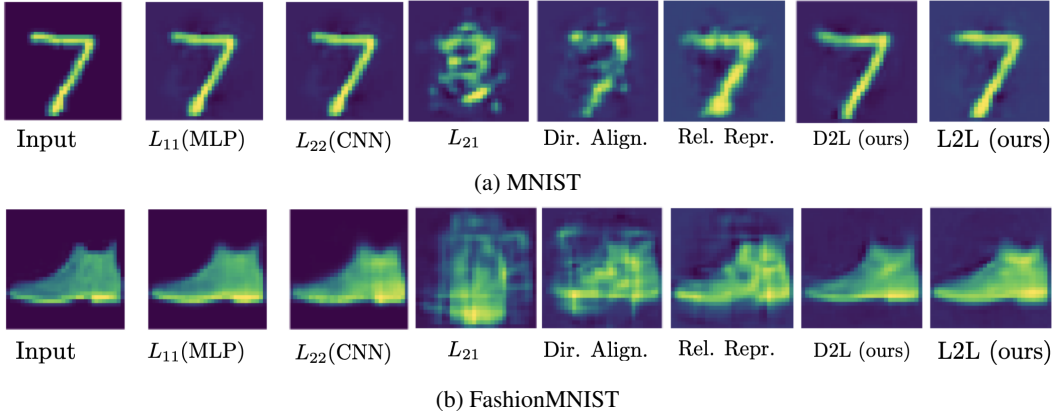 Input L₁₁(MLP) L₂₂(CNN) L₂₁ Dir. Align. Rel. Repr. D2L (ours) L2L (ours)
(a) MNIST
Input L₁₁(MLP) L₂₂(CNN) L₂₁ Dir. Align. Rel. Repr. D2L (ours) L2L (ours)
(b) FashionMNIST